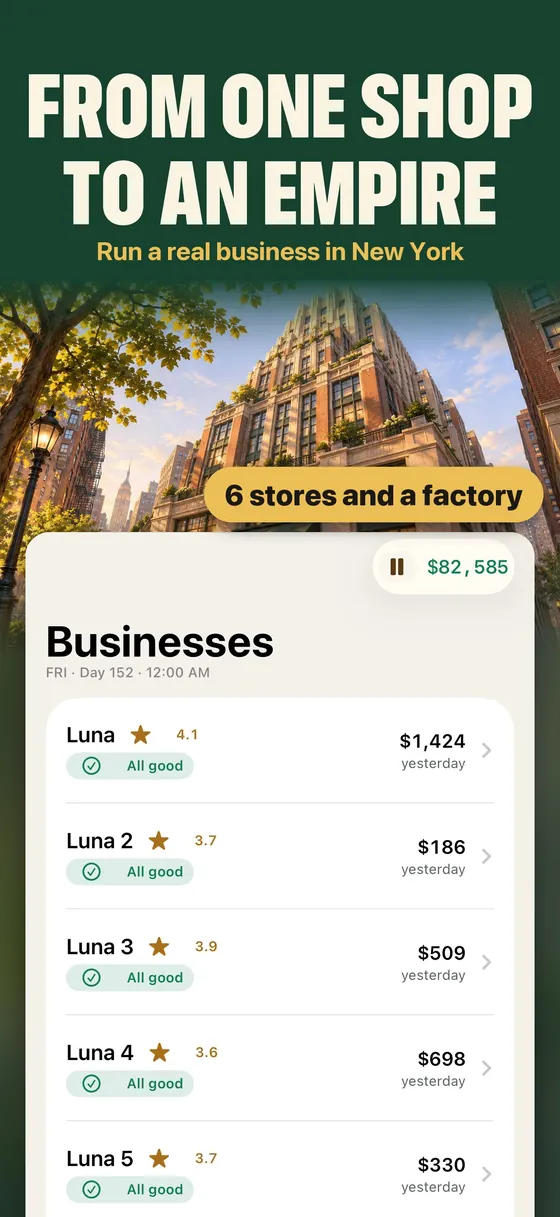 FROM ONE SHOP
TO AN EMPIRE
Run a real business in New York
6 stores and a factory
$82,585
Businesses
FRI · Day 152 · 12:00 AM
Luna 4.1
$1,424
All good
yesterday
Luna 2 3.7
$186
All good
yesterday
Luna 3 3.9
$509
All good
yesterday
Luna 4 3.6
$698
All good
yesterday
Luna 5 3.7
$330
All good
yesterday